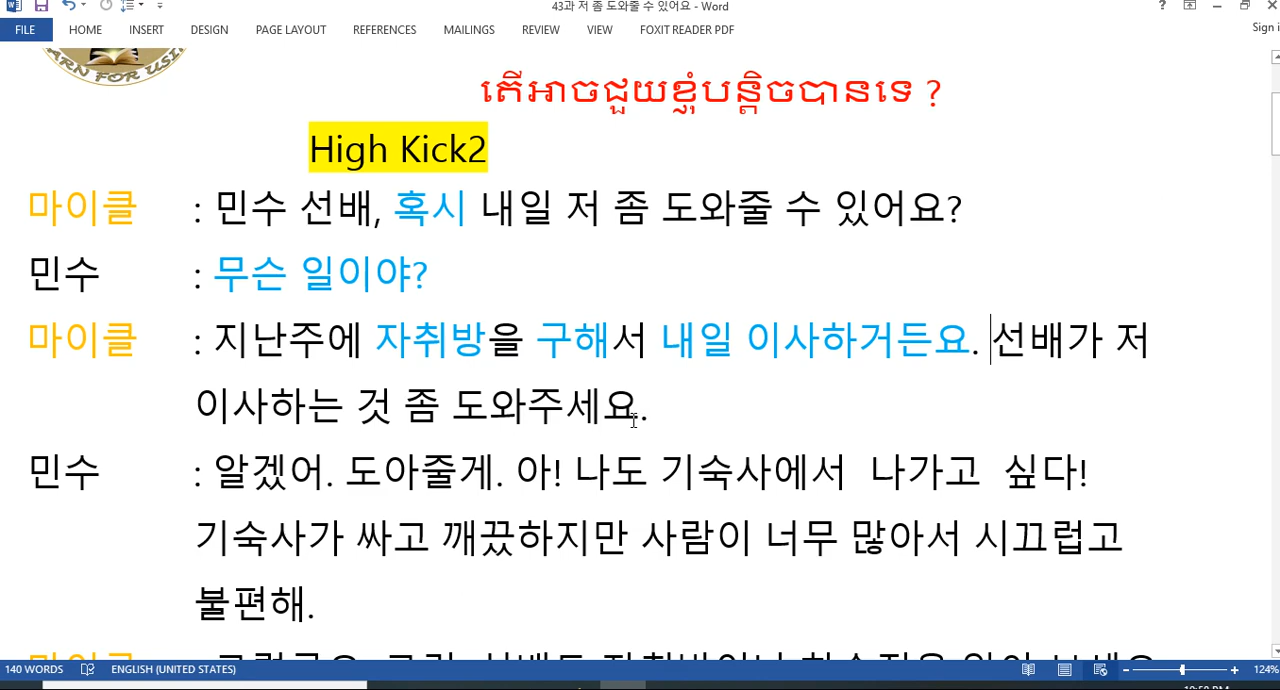 43과 저 좀 도와줄 수 있어요 - Word
FILE HOME INSERT DESIGN PAGE LAYOUT REFERENCES MAILINGS REVIEW VIEW FOXIT READER PDF Sign i
ARN FOR USIN
តើអាចជួយខ្ញុំបន្តិចបានទេ ?
High Kick2
마이클 : 민수 선배, 혹시 내일 저 좀 도와줄 수 있어요?
민수 : 무슨 일이야?
마이클 : 지난주에 자취방을 구해서 내일 이사하거든요. 선배가 저
이사하는 것 좀 도와주세요.
민수 : 알겠어. 도아줄게. 아! 나도 기숙사에서 나가고 싶다!
기숙사가 싸고 깨끘하지만 사람이 너무 많아서 시끄럽고
불편해.
140 WORDS ENGLISH (UNITED STATES) 124%